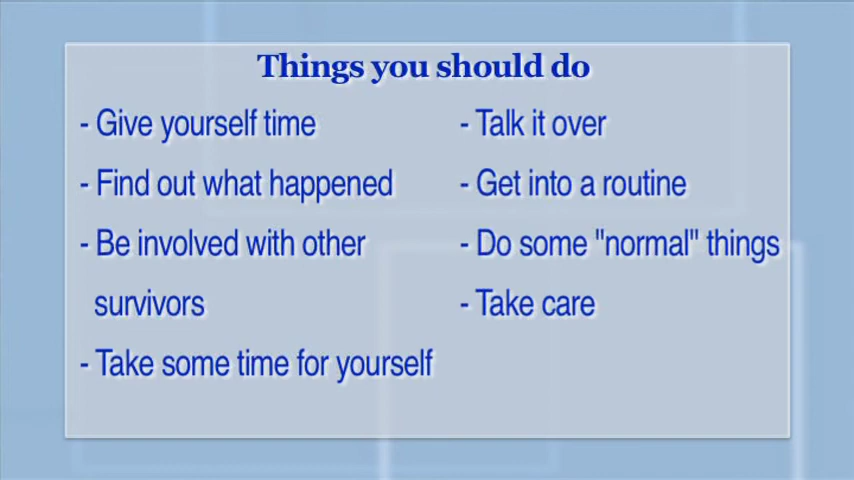 Things you should do
- Give yourself time
- Find out what happened
- Be involved with other
survivors
- Take some time for yourself
- Talk it over
- Get into a routine
- Do some "normal" things
- Take care